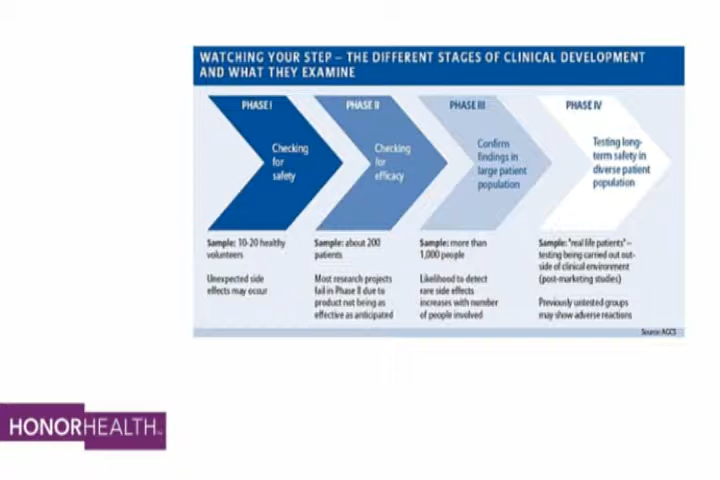 WATCHING YOUR STEP – THE DIFFERENT STAGES OF CLINICAL DEVELOPMENT
AND WHAT THEY EXAMINE
PHASE I
Checking
for
safety
PHASE II
Checking
for
efficacy
PHASE III
Confirm
findings in
large patient
population
PHASE IV
Testing long-
term safety in
diverse patient
population
Sample: 10-20 healthy
volunteers
Unexpected side
effects may occur
Sample: about 200
patients
Most research projects
fail in Phase II due to
product not being as
effective as anticipated
Sample: more than
1,000 people
Likelihood to detect
rare side effects
increases with number
of people involved
Sample: "real life patients" –
testing being carried out out-
side of clinical environment
(post-marketing studies)
Previously untested groups
may show adverse reactions
Source: AGCS
HONORHEALTH